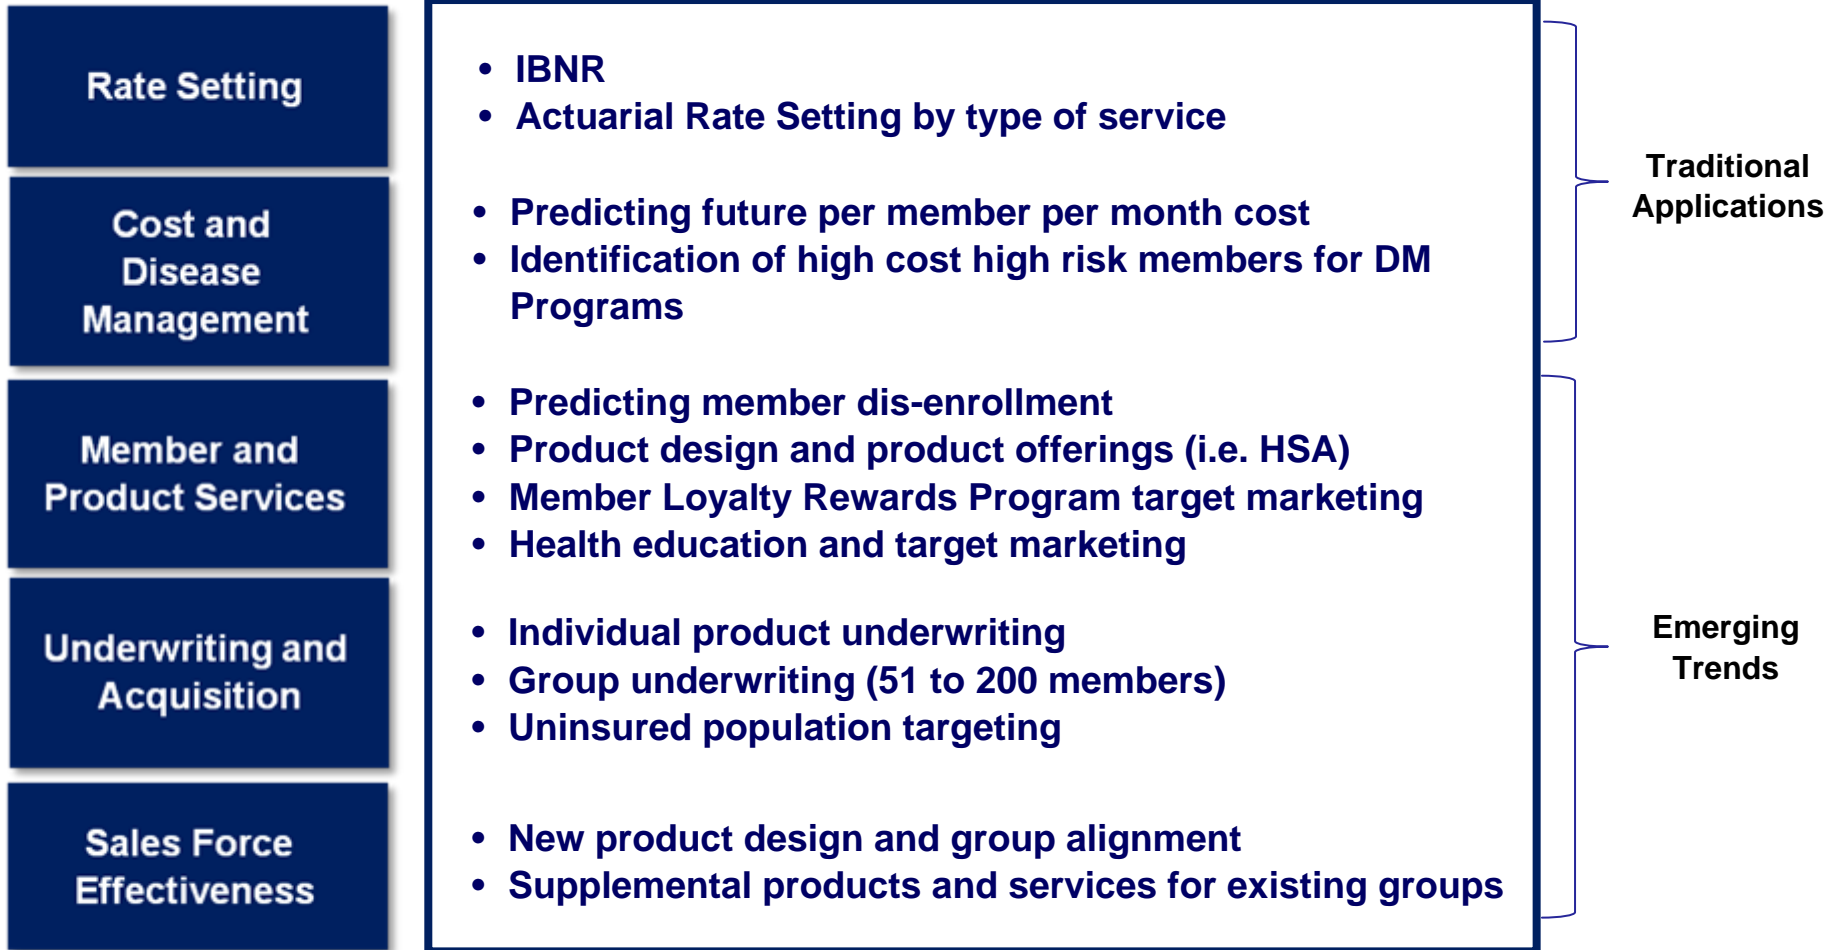 Rate Setting
• IBNR
• Actuarial Rate Setting by type of service
Cost and
Disease
Management
• Predicting future per member per month cost
• Identification of high cost high risk members for DM
Programs
Traditional
Applications
Member and
Product Services
• Predicting member dis-enrollment
• Product design and product offerings (i.e. HSA)
• Member Loyalty Rewards Program target marketing
• Health education and target marketing
Underwriting and
Acquisition
• Individual product underwriting
• Group underwriting (51 to 200 members)
• Uninsured population targeting
Sales Force
Effectiveness
• New product design and group alignment
• Supplemental products and services for existing groups
Emerging
Trends